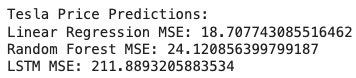 Tesla Price Predictions:
Linear Regression MSE: 18.707743085516462
Random Forest MSE: 24.120856399799187
LSTM MSE: 211.8893205883534